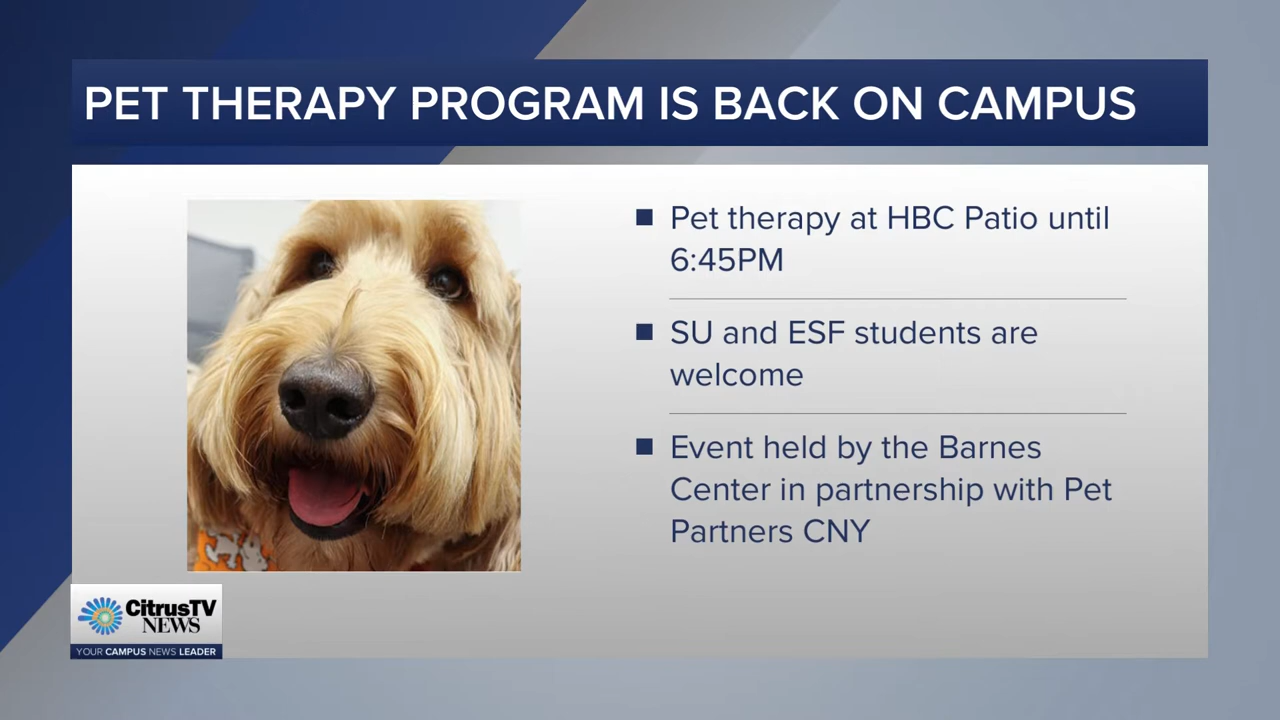 PET THERAPY PROGRAM IS BACK ON CAMPUS
Pet therapy at HBC Patio until
6:45PM
SU and ESF students are
welcome
Event held by the Barnes
Center in partnership with Pet
Partners CNY
CitrusTV
NEWS
YOUR CAMPUS NEWS LEADER